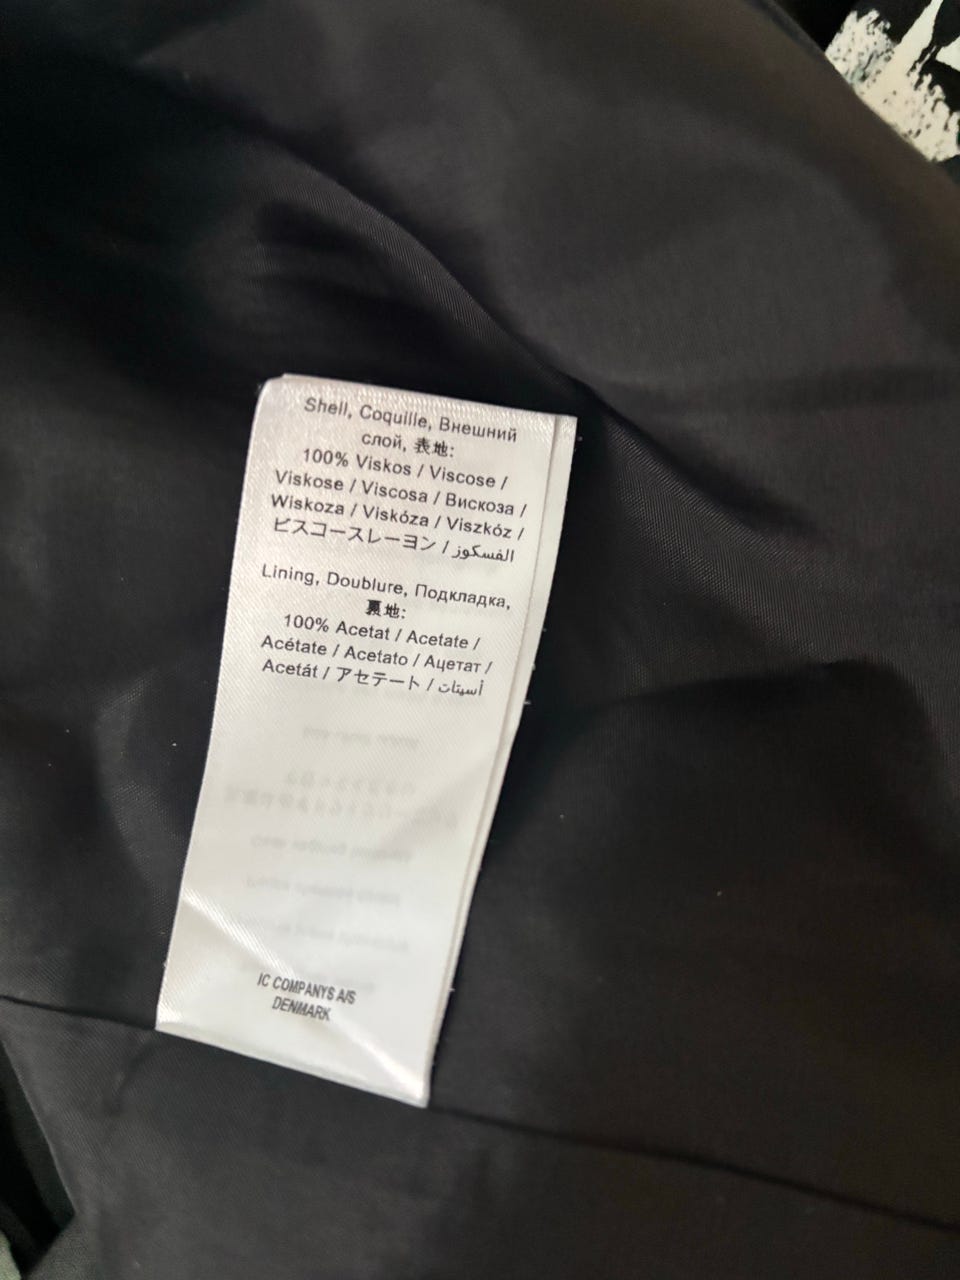 Shell, Coquille, Внешний
слой, 表地:
100% Viskos / Viscose /
Viskose / Viscosa / Вискоза /
Wiskoza / Viskóza / Viszkóz /
ビスコースレーヨン / الفسكوز
Lining, Doublure, Подкладка,
裏地:
100% Acetat / Acetate /
Acétate / Acetato / Ацетат /
Acetát / アセテート / أسيتات
IC COMPANYS A/S
DENMARK